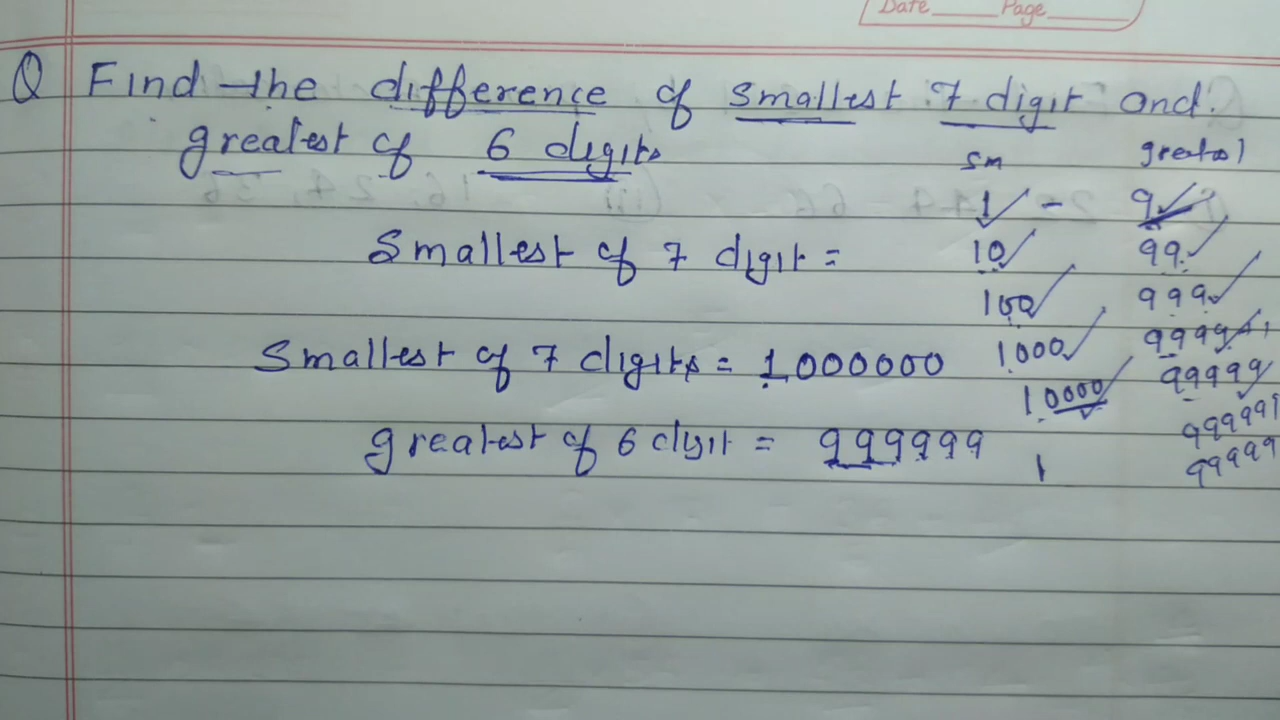 Date Page
Q Find the difference of smallest 7 digit and
greatest of 6 digits
sm greatest
1 - 9
Smallest of 7 digit = 10 99
100 999
1000 9999
Smallest of 7 digits = 1000000
10000 99999
999999
greatest of 6 digit = 999999
1 99999